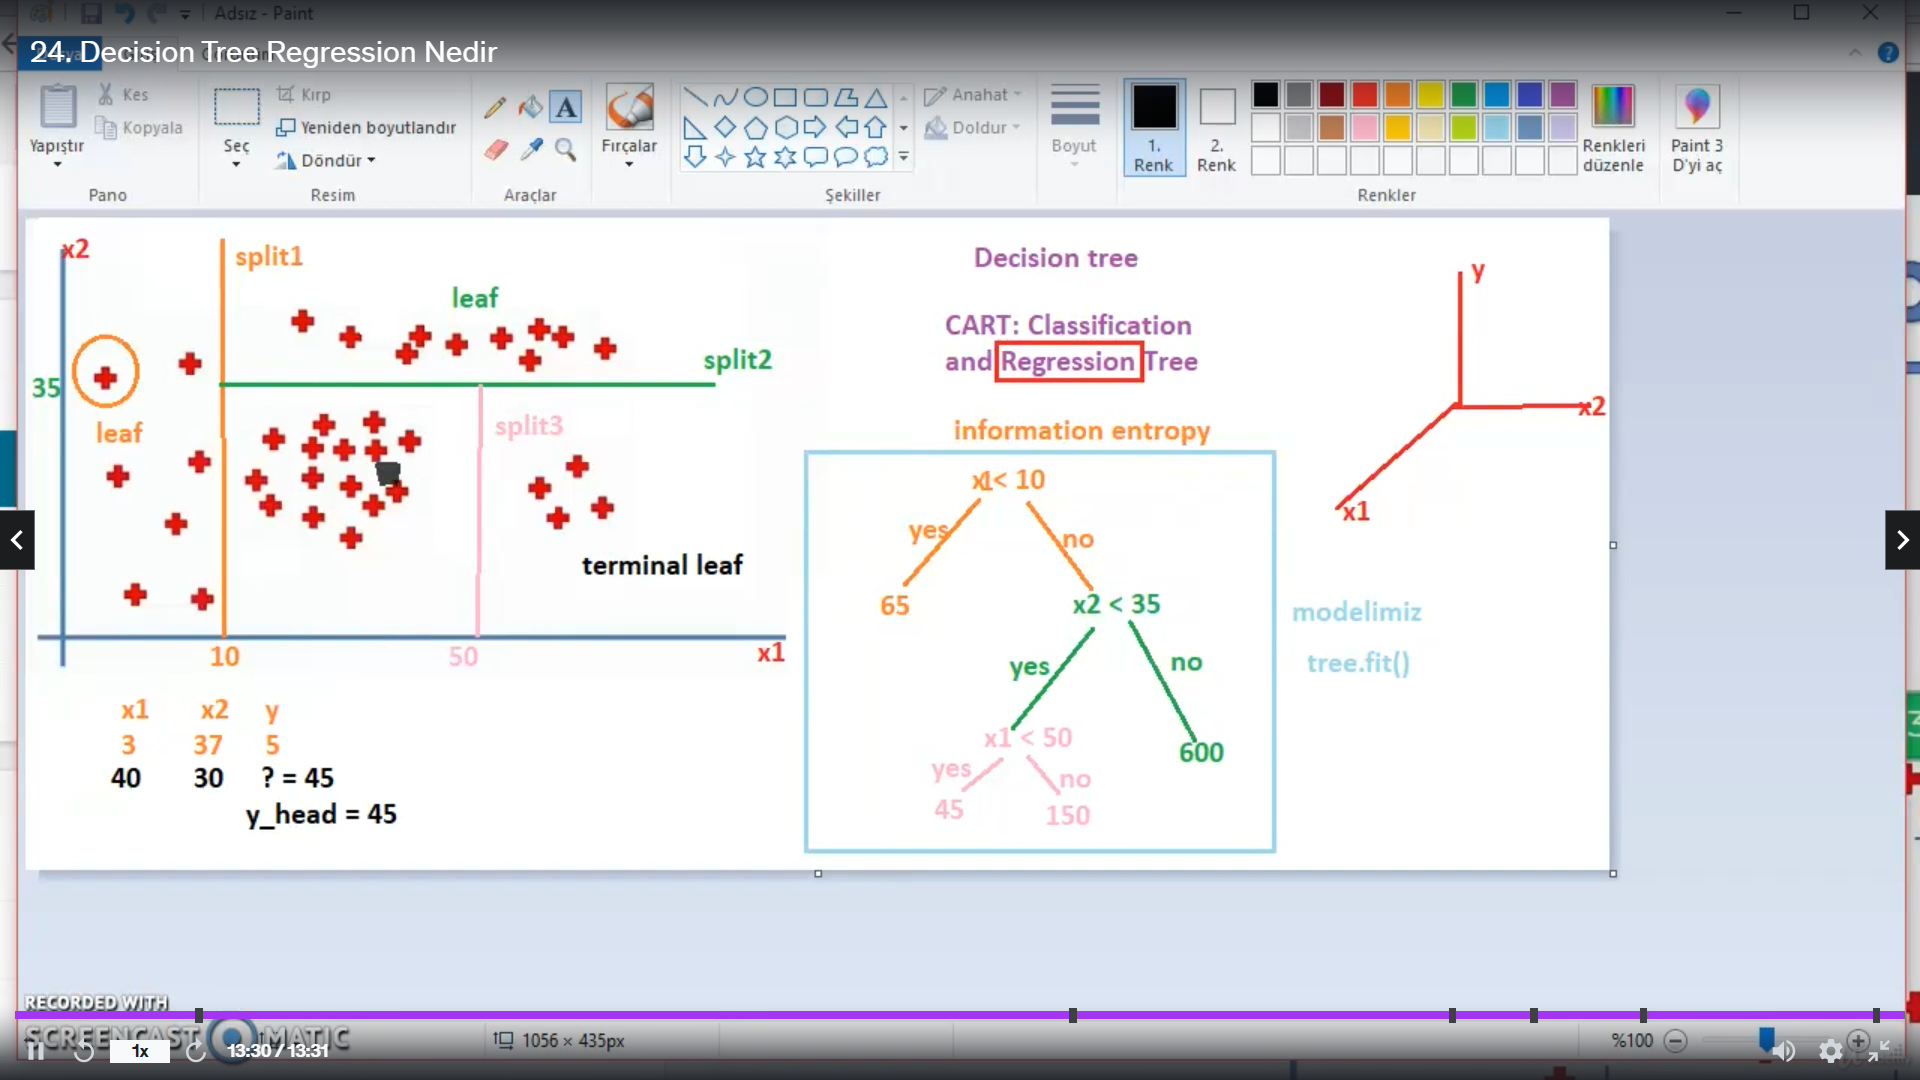 Adsız - Paint
24. Decision Tree Regression Nedir
Yapıştır
Kes
Kopyala
Pano
Seç
Kırp
Yeniden boyutlandır
Döndür
Resim
A
Araçlar
Fırçalar
Şekiller
Anahat
Doldur
Boyut
1. Renk
2. Renk
Renkler
Renkleri düzenle
Paint 3 D'yi aç
x2
split1
leaf
split2
35
leaf
split3
terminal leaf
10
50
x1
x1 x2 y
3 37 5
40 30 ? = 45
y_head = 45
Decision tree
CART: Classification
and Regression Tree
information entropy
x1< 10
yes
no
65
x2 < 35
yes
no
x1 < 50
600
yes
no
45
150
modelimiz
tree.fit()
y
x2
x1
RECORDED WITH
SCREENCAST MATIC
1x
13:30 / 13:31
1056 × 435px
%100